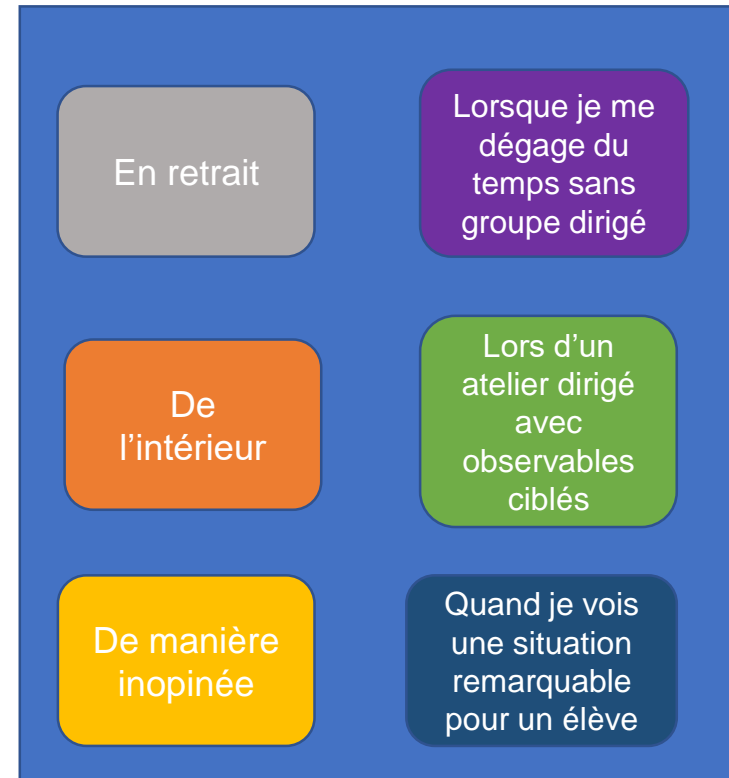 En retrait
Lorsque je me
dégage du
temps sans
groupe dirigé
De
l’intérieur
Lors d’un
atelier dirigé
avec
observables
ciblés
De manière
inopinée
Quand je vois
une situation
remarquable
pour un élève